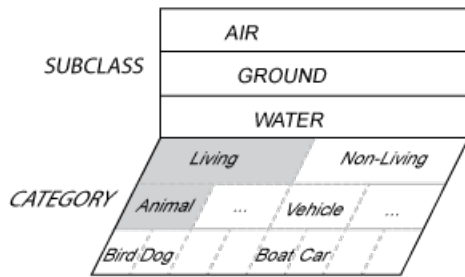 AIR
SUBCLASS
GROUND
WATER
Living Non-Living
CATEGORY
Animal ... Vehicle ...
Bird Dog Boat Car